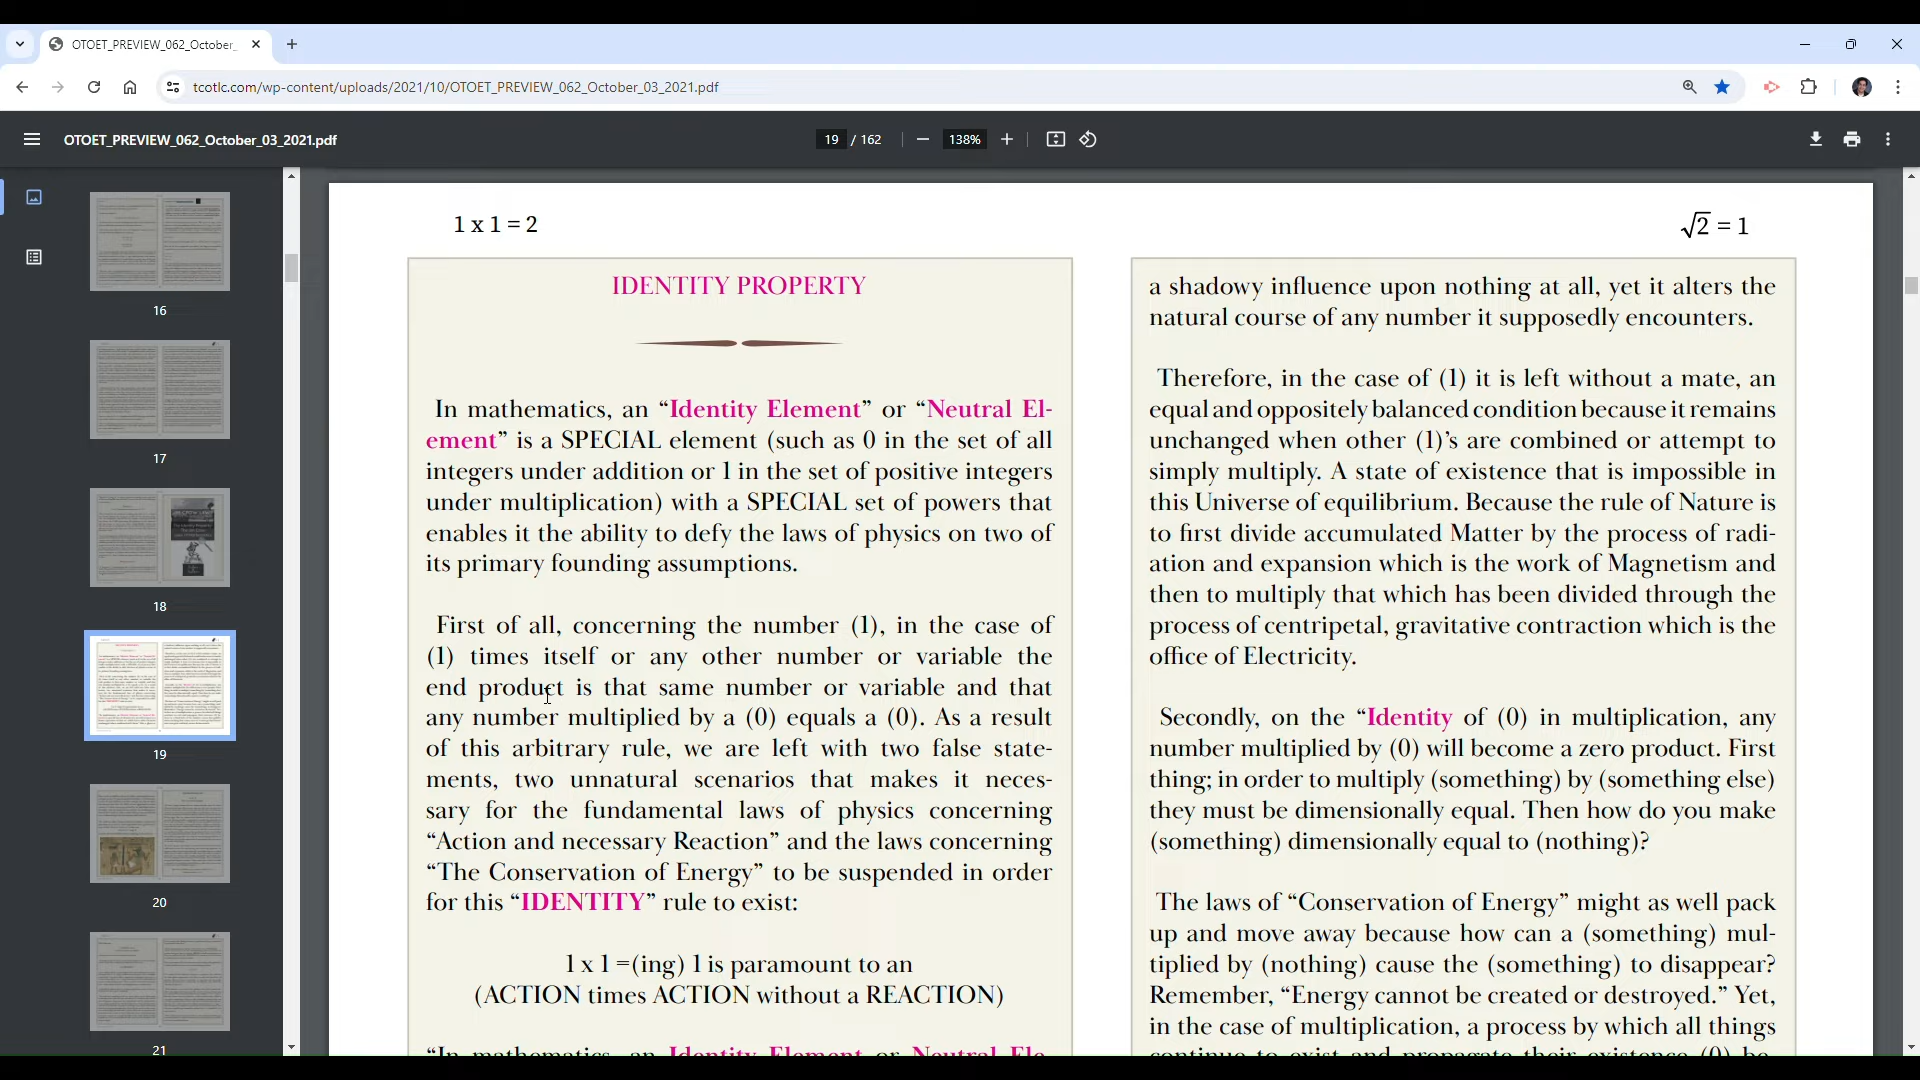 OTOET_PREVIEW_062_October_
tcotlc.com/wp-content/uploads/2021/10/OTOET_PREVIEW_062_October_03_2021.pdf
OTOET_PREVIEW_062_October_03_2021.pdf
19 / 162
138%
16
17
18
19
20
21
1 x 1 = 2
√2 = 1
IDENTITY PROPERTY
In mathematics, an “Identity Element” or “Neutral El-
ement” is a SPECIAL element (such as 0 in the set of all
integers under addition or 1 in the set of positive integers
under multiplication) with a SPECIAL set of powers that
enables it the ability to defy the laws of physics on two of
its primary founding assumptions.
First of all, concerning the number (1), in the case of
(1) times itself or any other number or variable the
end product is that same number or variable and that
any number multiplied by a (0) equals a (0). As a result
of this arbitrary rule, we are left with two false state-
ments, two unnatural scenarios that makes it neces-
sary for the fundamental laws of physics concerning
“Action and necessary Reaction” and the laws concerning
“The Conservation of Energy” to be suspended in order
for this “IDENTITY” rule to exist:
1 x 1 =(ing) 1 is paramount to an
(ACTION times ACTION without a REACTION)
“In mathematics, an Identity Element or Neutral Ele-
a shadowy influence upon nothing at all, yet it alters the
natural course of any number it supposedly encounters.
Therefore, in the case of (1) it is left without a mate, an
equal and oppositely balanced condition because it remains
unchanged when other (1)’s are combined or attempt to
simply multiply. A state of existence that is impossible in
this Universe of equilibrium. Because the rule of Nature is
to first divide accumulated Matter by the process of radi-
ation and expansion which is the work of Magnetism and
then to multiply that which has been divided through the
process of centripetal, gravitative contraction which is the
office of Electricity.
Secondly, on the “Identity of (0) in multiplication, any
number multiplied by (0) will become a zero product. First
thing; in order to multiply (something) by (something else)
they must be dimensionally equal. Then how do you make
(something) dimensionally equal to (nothing)?
The laws of “Conservation of Energy” might as well pack
up and move away because how can a (something) mul-
tiplied by (nothing) cause the (something) to disappear?
Remember, “Energy cannot be created or destroyed.” Yet,
in the case of multiplication, a process by which all things
continue to exist and propagate their existence (0) be-